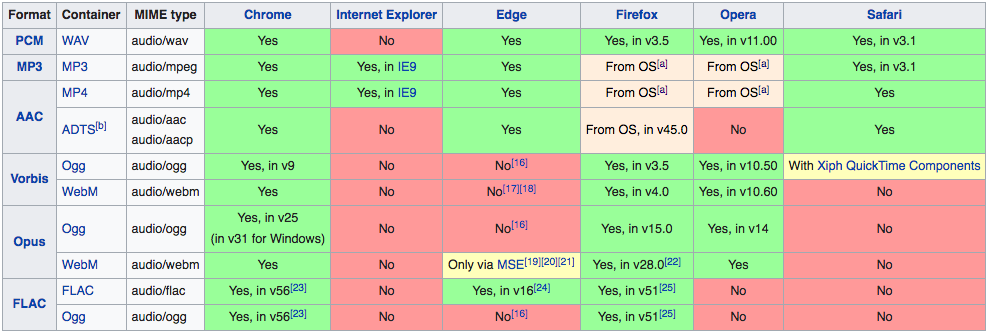 Format Container MIME type Chrome Internet Explorer Edge Firefox Opera Safari
PCM WAV audio/wav Yes No Yes Yes, in v3.5 Yes, in v11.00 Yes, in v3.1
MP3 MP3 audio/mpeg Yes Yes, in IE9 Yes From OS[a] From OS[a] Yes, in v3.1
AAC MP4 audio/mp4 Yes Yes, in IE9 Yes From OS[a] From OS[a] Yes
ADTS[b] audio/aac
audio/aacp Yes No Yes From OS, in v45.0 No Yes
Vorbis Ogg audio/ogg Yes, in v9 No No[16] Yes, in v3.5 Yes, in v10.50 With Xiph QuickTime Components
WebM audio/webm Yes No No[17][18] Yes, in v4.0 Yes, in v10.60 No
Opus Ogg audio/ogg Yes, in v25
(in v31 for Windows) No No[16] Yes, in v15.0 Yes, in v14 No
WebM audio/webm Yes No Only via MSE[19][20][21] Yes, in v28.0[22] Yes No
FLAC FLAC audio/flac Yes, in v56[23] No Yes, in v16[24] Yes, in v51[25] No No
Ogg audio/ogg Yes, in v56[23] No No[16] Yes, in v51[25] No No